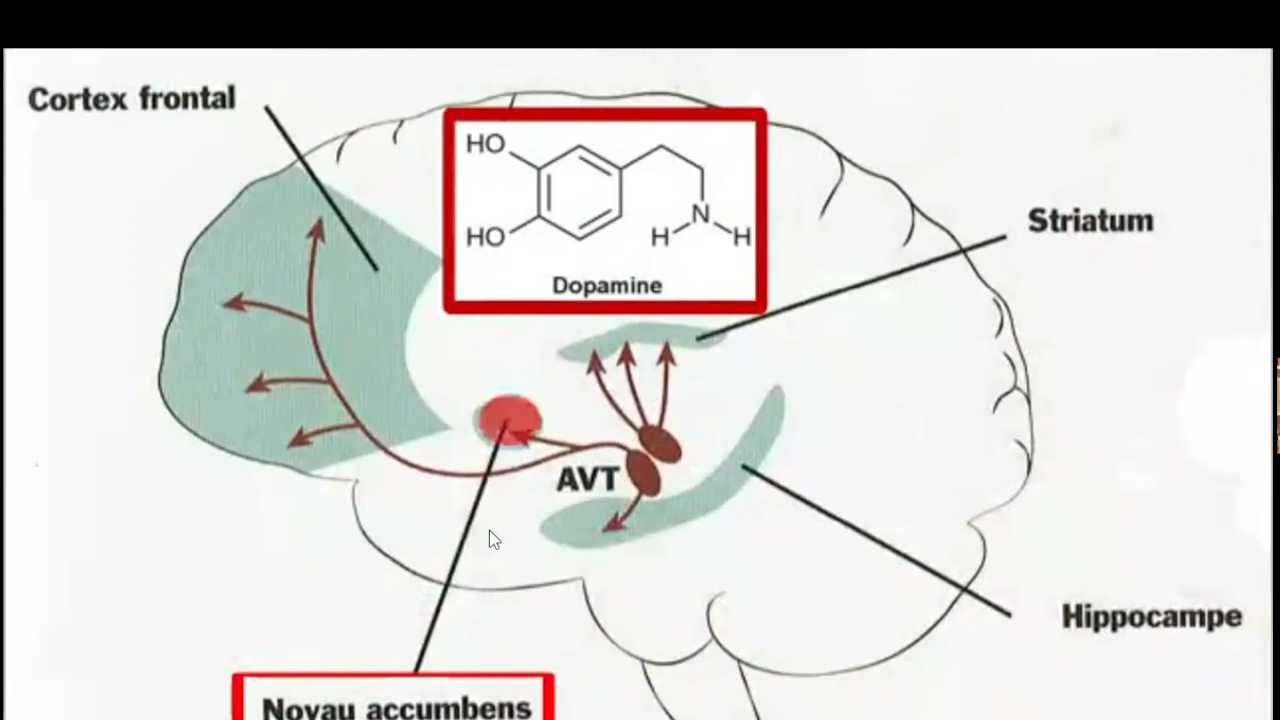 Cortex frontal
HO
HO
N
H
H
Dopamine
Striatum
AVT
Hippocampe
Noyau accumbens